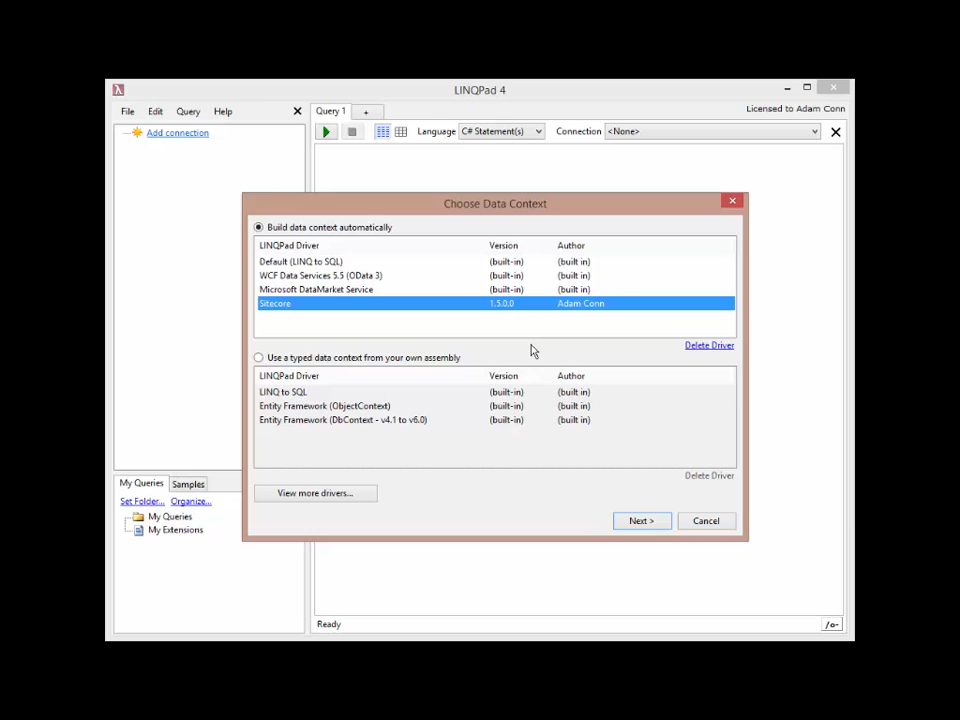 LINQPad 4
File Edit Query Help
Query 1 +
Licensed to Adam Conn
Add connection
Language C# Statement(s) Connection <None>
Choose Data Context
Build data context automatically
LINQPad Driver Version Author
Default (LINQ to SQL) (built-in) (built in)
WCF Data Services 5.5 (OData 3) (built-in) (built in)
Microsoft DataMarket Service (built-in) (built in)
Sitecore 1.5.0.0 Adam Conn
Delete Driver
Use a typed data context from your own assembly
LINQPad Driver Version Author
LINQ to SQL (built-in) (built in)
Entity Framework (ObjectContext) (built-in) (built in)
Entity Framework (DbContext - v4.1 to v6.0) (built-in) (built in)
Delete Driver
View more drivers...
Next > Cancel
My Queries Samples
Set Folder... Organize...
My Queries
My Extensions
Ready
/o-